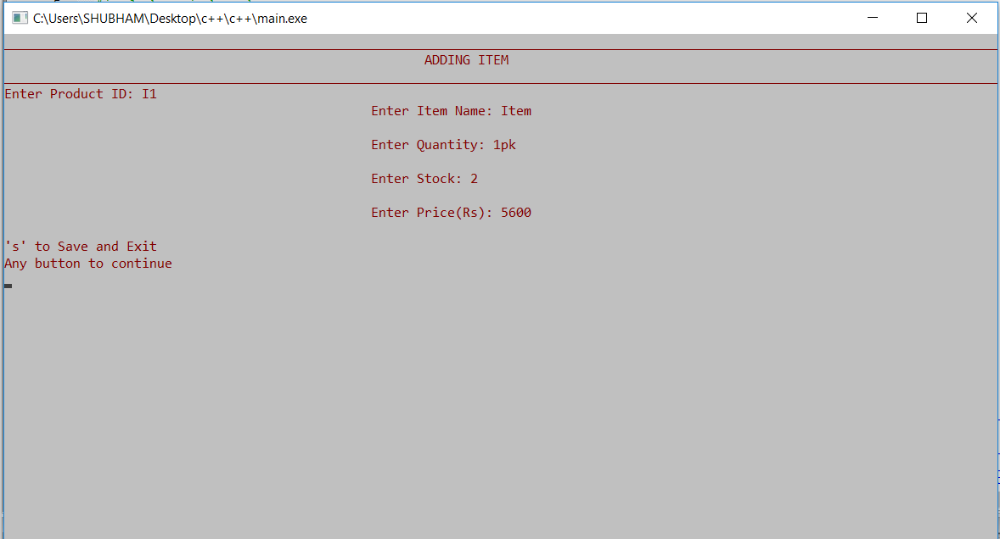 C:\Users\SHUBHAM\Desktop\c++\c++\main.exe
ADDING ITEM
Enter Product ID: I1
Enter Item Name: Item
Enter Quantity: 1pk
Enter Stock: 2
Enter Price(Rs): 5600
's' to Save and Exit
Any button to continue